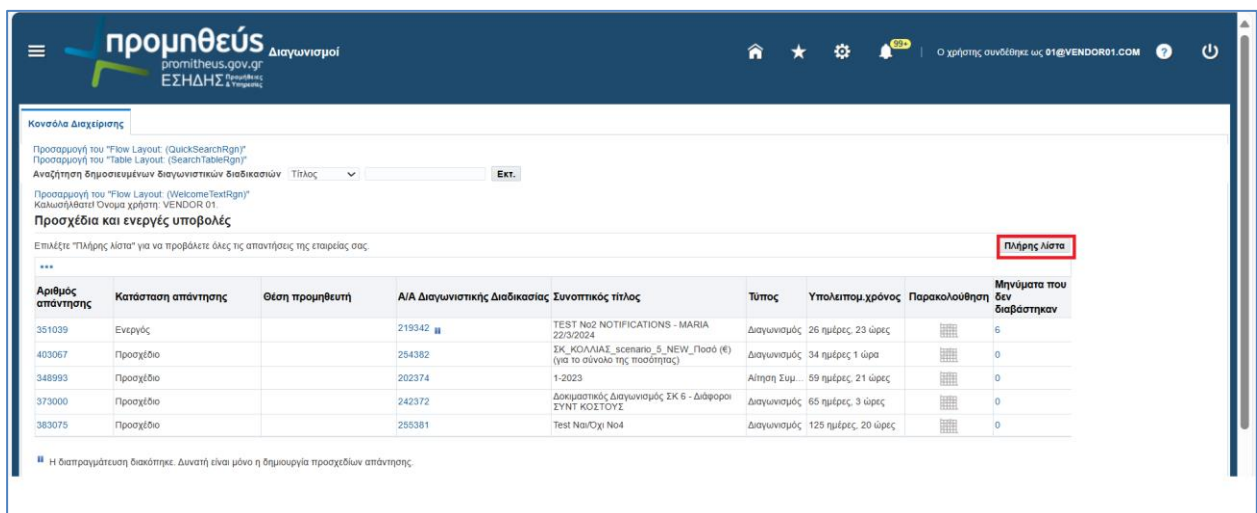 προμηθεύς Διαγωνισμοί
promitheus.gov.gr
ΕΣΗΔΗΣ Προμήθειες & Υπηρεσίες
99+
Ο χρήστης συνδέθηκε ως 01@VENDOR01.COM
Κονσόλα Διαχείρισης
Προσαρμογή του "Flow Layout: (QuickSearchRgn)"
Προσαρμογή του "Table Layout: (SearchTableRgn)"
Αναζήτηση δημοσιευμένων διαγωνιστικών διαδικασιών Τίτλος Εκτ.
Προσαρμογή του "Flow Layout: (WelcomeTextRgn)"
Καλωσήλθατε! Όνομα χρήστη: VENDOR 01.
Προσχέδια και ενεργές υποβολές
Επιλέξτε "Πλήρης λίστα" για να προβάλετε όλες τις απαντήσεις της εταιρείας σας. Πλήρης λίστα
Αριθμός απάντησης Κατάσταση απάντησης Θέση προμηθευτή Α/Α Διαγωνιστικής Διαδικασίας Συνοπτικός τίτλος Τύπος Υπολειπομ.χρόνος Παρακολούθηση Μηνύματα που δεν διαβάστηκαν
351039 Ενεργός 219342 TEST No2 NOTIFICATIONS - MARIA 22/3/2024 Διαγωνισμός 26 ημέρες, 23 ώρες 6
403067 Προσχέδιο 254382 ΣΚ_ΚΟΛΛΙΑΣ_scenario_5_NEW_Ποσό (€) (για το σύνολο της ποσότητας) Διαγωνισμός 34 ημέρες 1 ώρα 0
348993 Προσχέδιο 202374 1-2023 Αίτηση Συμ... 59 ημέρες, 21 ώρες 0
373000 Προσχέδιο 242372 Δοκιμαστικός Διαγωνισμός ΣΚ 6 - Διάφοροι ΣΥΝΤ ΚΟΣΤΟΥΣ Διαγωνισμός 65 ημέρες, 3 ώρες 0
383075 Προσχέδιο 255381 Test Ναι/Όχι Νο4 Διαγωνισμός 125 ημέρες, 20 ώρες 0
Η διαπραγμάτευση διακόπηκε. Δυνατή είναι μόνο η δημιουργία προσχεδίων απάντησης.